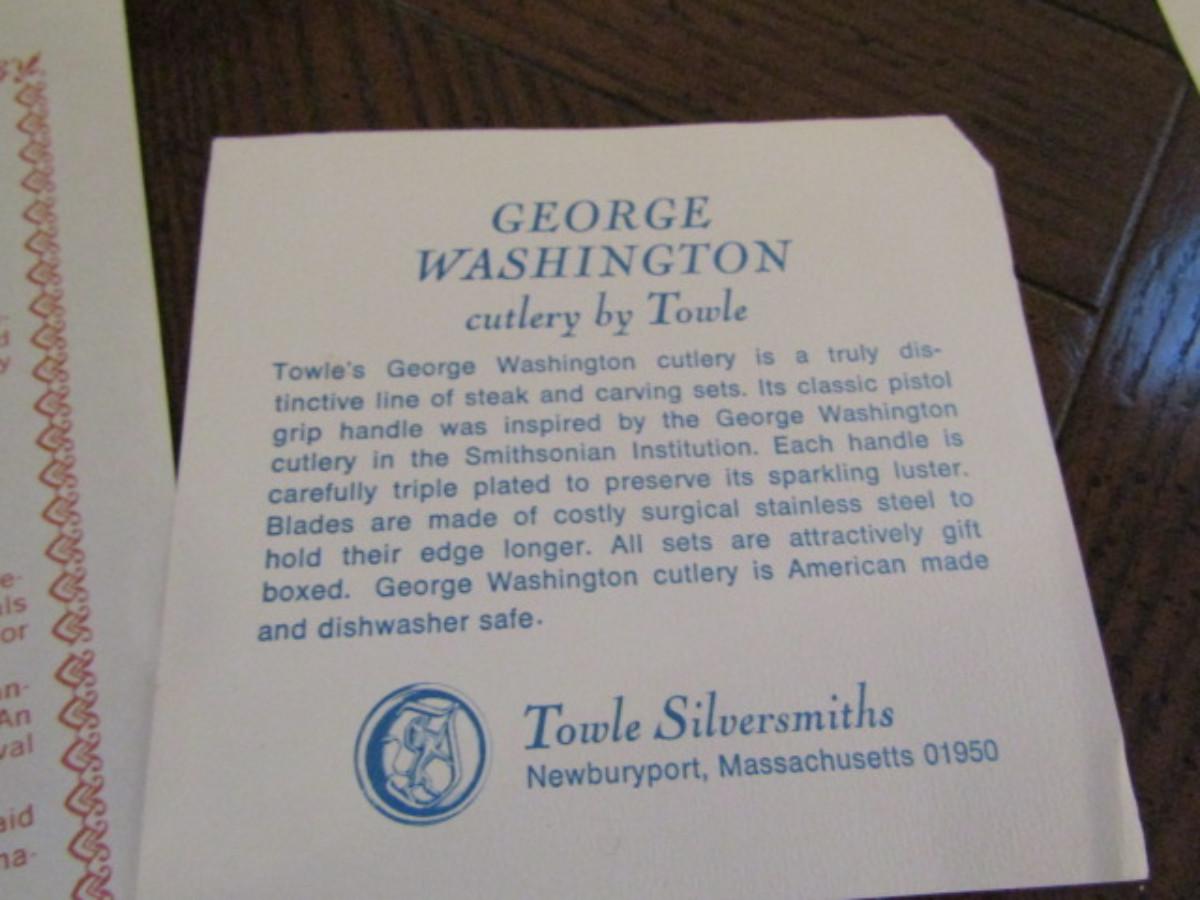 GEORGE
WASHINGTON
cutlery by Towle
Towle's George Washington cutlery is a truly dis-
tinctive line of steak and carving sets. Its classic pistol
grip handle was inspired by the George Washington
cutlery in the Smithsonian Institution. Each handle is
carefully triple plated to preserve its sparkling luster.
Blades are made of costly surgical stainless steel to
hold their edge longer. All sets are attractively gift
boxed. George Washington cutlery is American made
and dishwasher safe.
Towle Silversmiths
Newburyport, Massachusetts 01950
or
An